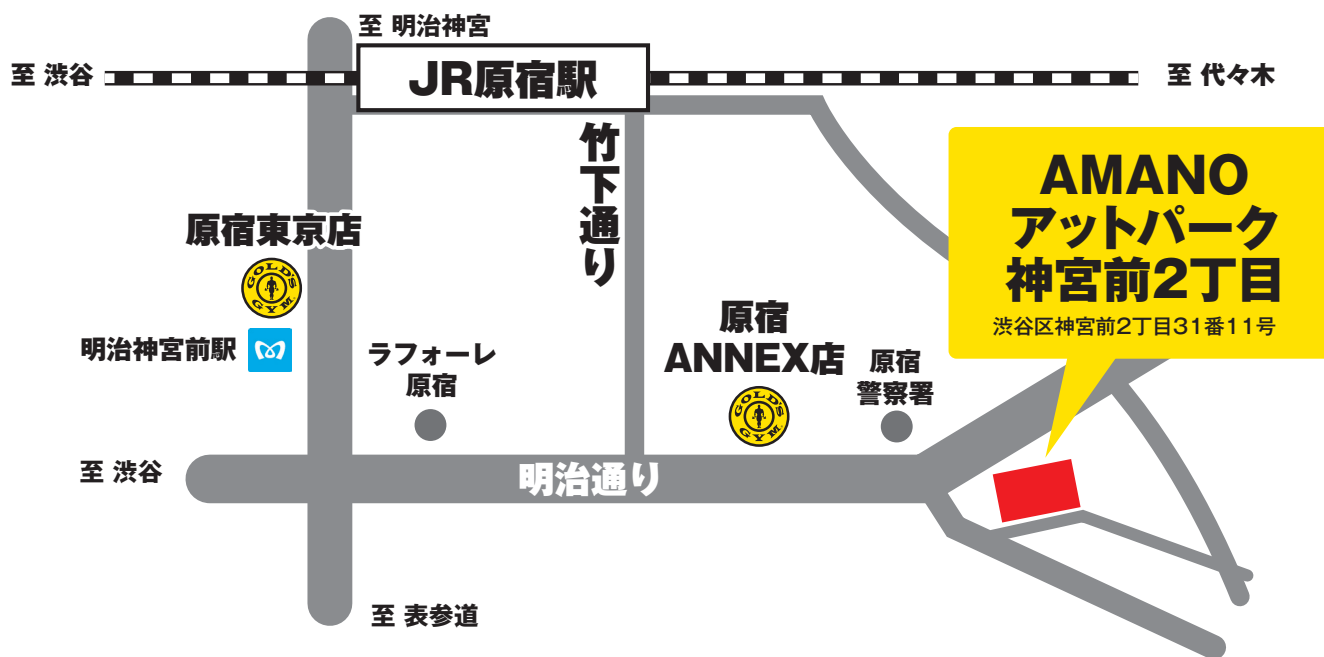 至 明治神宮
至 渋谷
JR原宿駅
至 代々木
竹下通り
AMANO
アットパーク
神宮前2丁目
渋谷区神宮前2丁目31番11号
原宿東京店
GOLD'S
GYM
明治神宮前駅
ラフォーレ
原宿
原宿
ANNEX店
GOLD'S
GYM
原宿
警察署
至 渋谷
明治通り
至 表参道